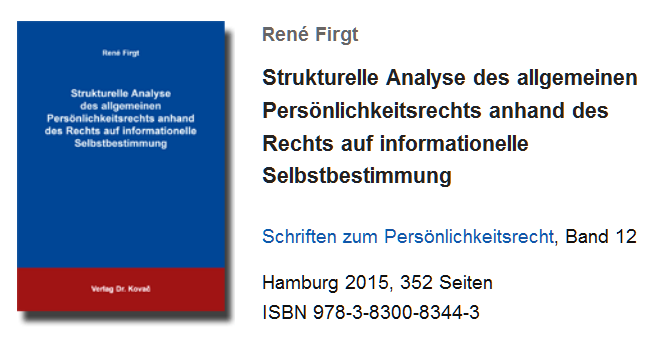 René Firgt
Strukturelle Analyse
des allgemeinen
Persönlichkeitsrechts anhand
des Rechts auf informationelle
Selbstbestimmung
Verlag Dr. Kovač
René Firgt
Strukturelle Analyse des allgemeinen
Persönlichkeitsrechts anhand des
Rechts auf informationelle
Selbstbestimmung
Schriften zum Persönlichkeitsrecht, Band 12
Hamburg 2015, 352 Seiten
ISBN 978-3-8300-8344-3